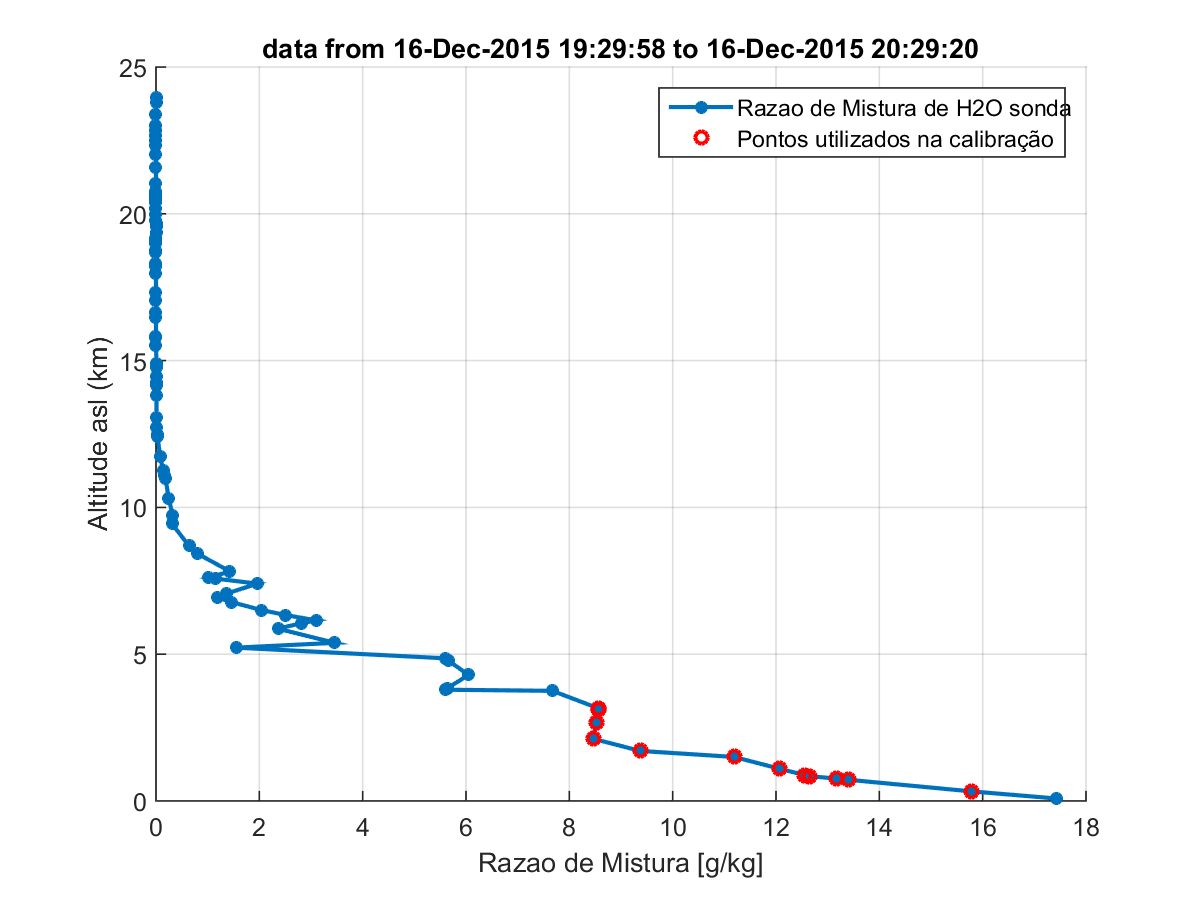 data from 16-Dec-2015 19:29:58 to 16-Dec-2015 20:29:20
Razao de Mistura de H2O sonda
Pontos utilizados na calibração
25
20
15
10
5
0
Altitude asl (km)
0 2 4 6 8 10 12 14 16 18
Razao de Mistura [g/kg]